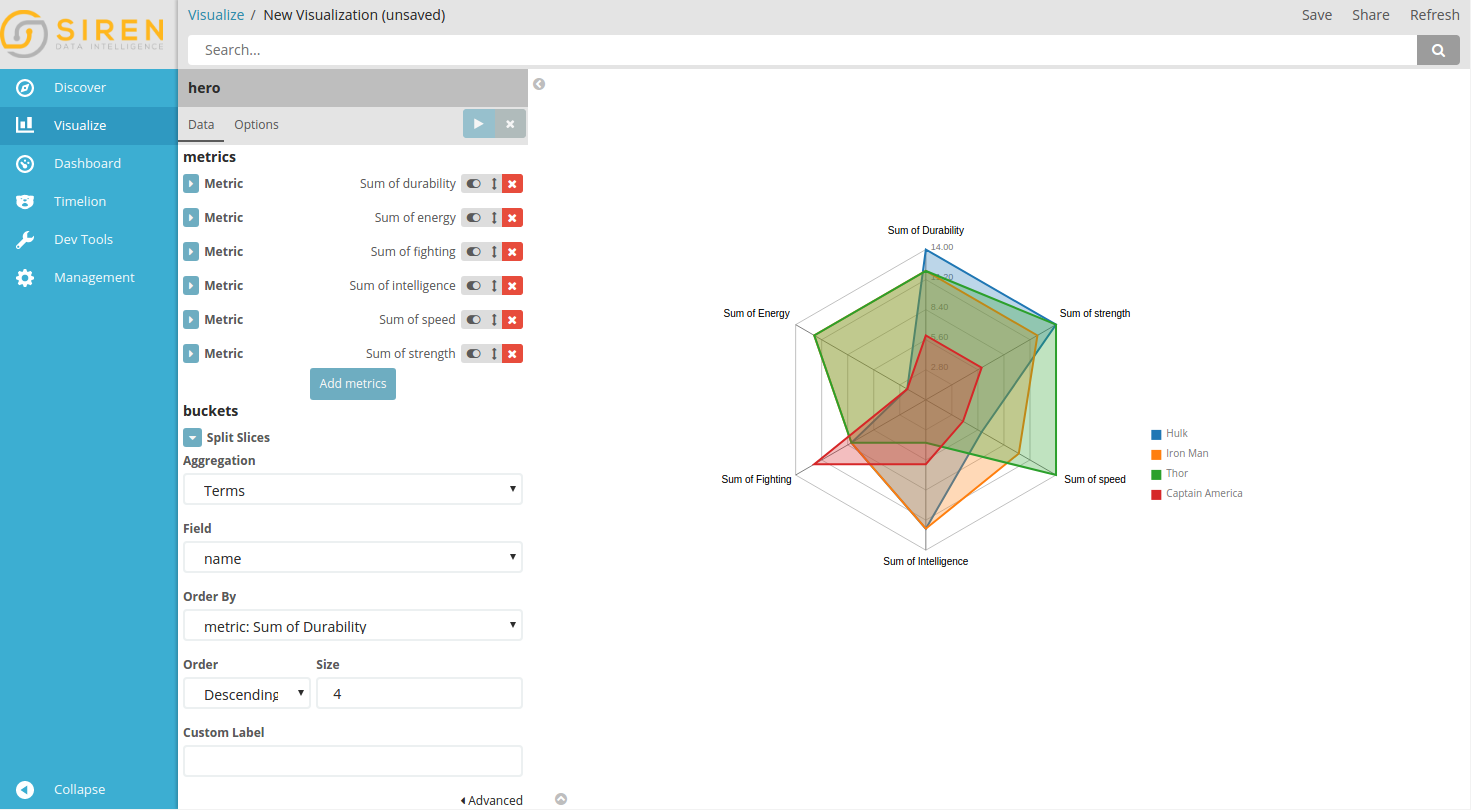 SIREN
DATA INTELLIGENCE
Visualize / New Visualization (unsaved)
Save Share Refresh
Search...
Discover
Visualize
Dashboard
Timelion
Dev Tools
Management
Collapse
hero
Data Options
metrics
Metric Sum of durability
Metric Sum of energy
Metric Sum of fighting
Metric Sum of intelligence
Metric Sum of speed
Metric Sum of strength
Add metrics
buckets
Split Slices
Aggregation
Terms
Field
name
Order By
metric: Sum of Durability
Order Size
Descending 4
Custom Label
Advanced
Sum of Durability
14.00
8.40
5.60
2.80
Sum of Energy
Sum of strength
Sum of Fighting
Sum of speed
Sum of Intelligence
Hulk
Iron Man
Thor
Captain America